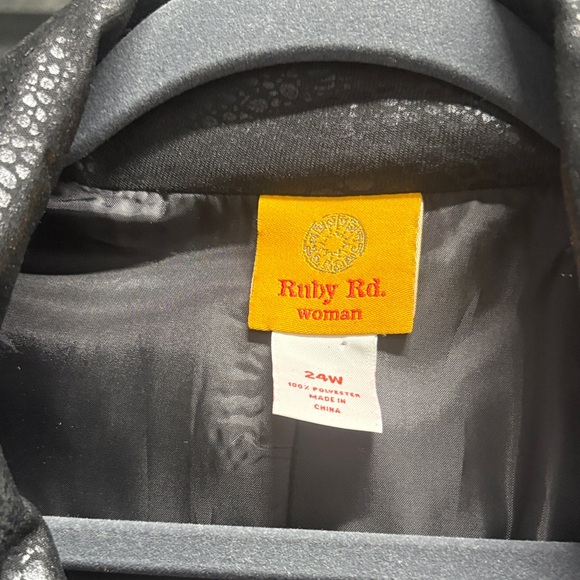 Ruby Rd.
woman
24W
100% POLYESTER
MADE IN
CHINA